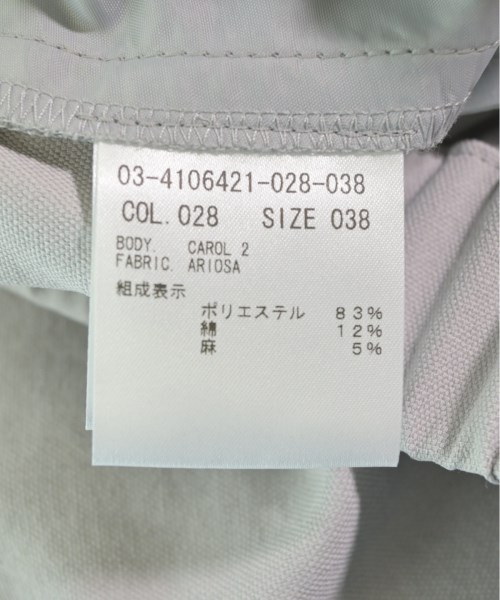 03-4106421-028-038
COL.028 SIZE 038
BODY. CAROL 2
FABRIC. ARIOSA
組成表示
ポリエステル 83%
綿 12%
麻 5%